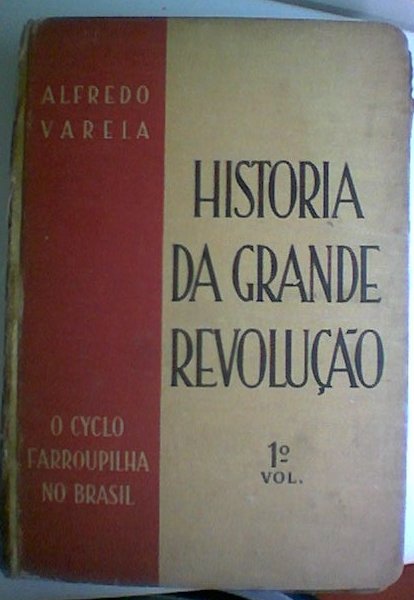 ALFREDO
VARELA
HISTORIA
DA GRANDE
REVOLUÇÃO
O CYCLO
FARROUPILHA
NO BRASIL
1º
VOL.